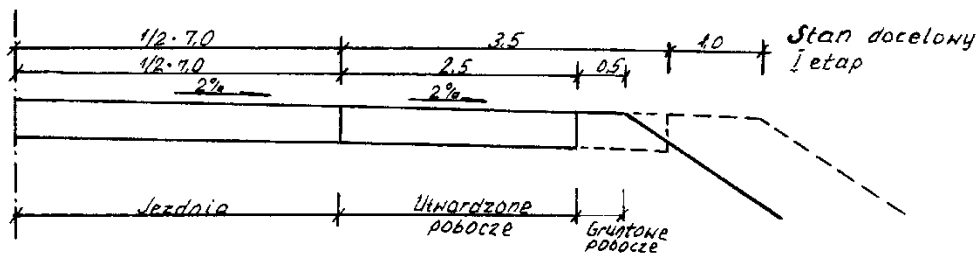 1/2·7,0 3,5 1,0 Stan docelowy
1/2·7,0 2,5 0,5 I etap
2% 2%
Jezdnia Utwardzone pobocze Gruntowe pobocze